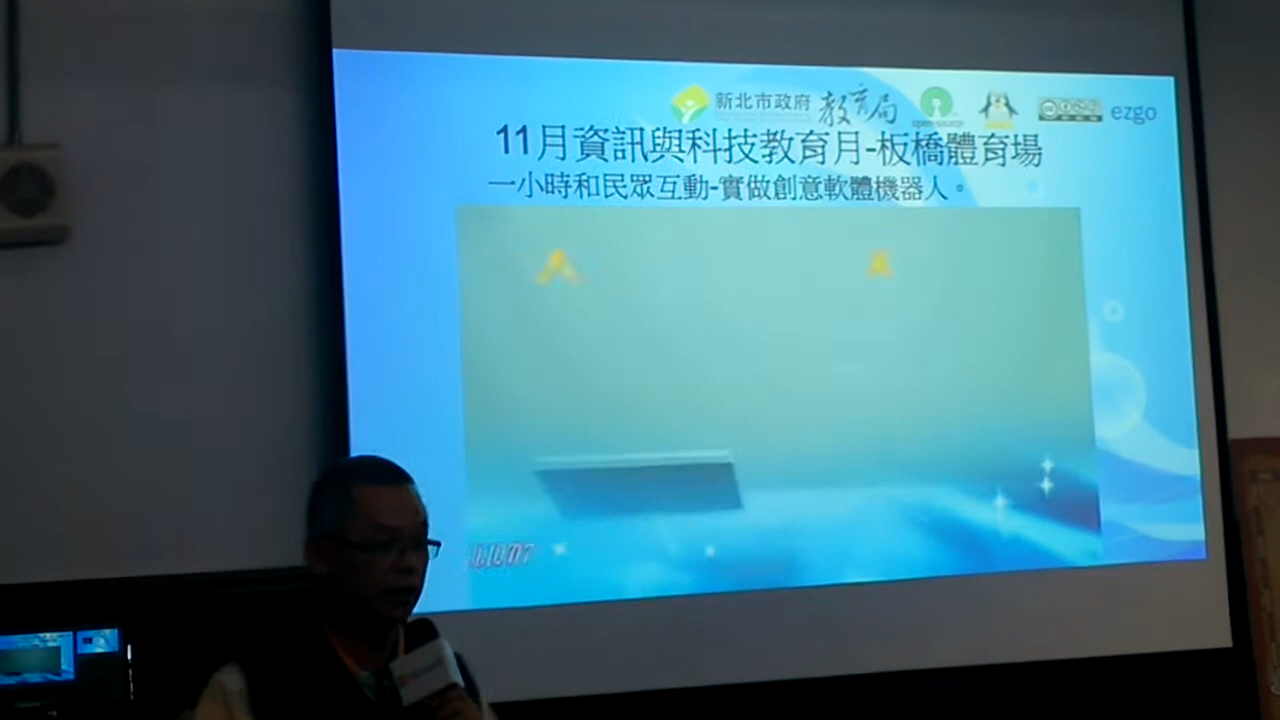 新北市政府 教育局 open source ezgo
11月資訊與科技教育月-板橋體育場
一小時和民眾互動-實做創意軟體機器人。